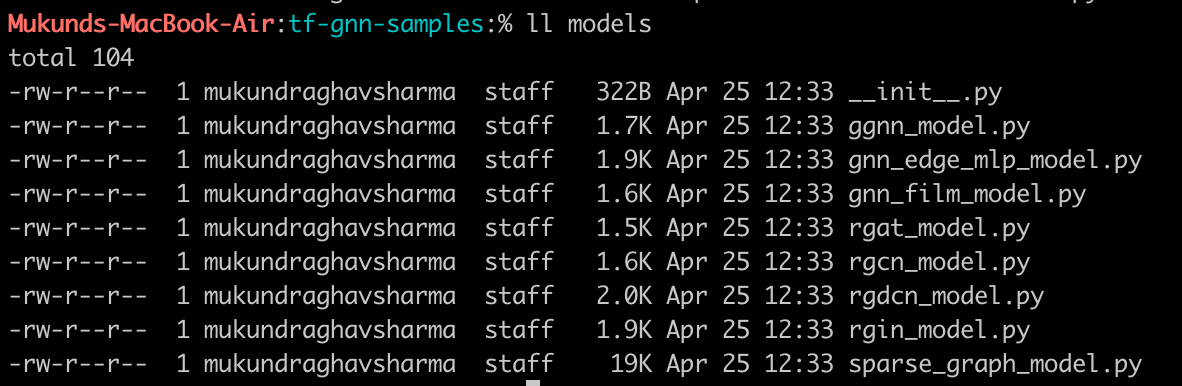 Mukunds-MacBook-Air:tf-gnn-samples:% ll models
total 104
-rw-r--r--  1 mukundraghavsharma  staff   322B Apr 25 12:33 __init__.py
-rw-r--r--  1 mukundraghavsharma  staff   1.7K Apr 25 12:33 ggnn_model.py
-rw-r--r--  1 mukundraghavsharma  staff   1.9K Apr 25 12:33 gnn_edge_mlp_model.py
-rw-r--r--  1 mukundraghavsharma  staff   1.6K Apr 25 12:33 gnn_film_model.py
-rw-r--r--  1 mukundraghavsharma  staff   1.5K Apr 25 12:33 rgat_model.py
-rw-r--r--  1 mukundraghavsharma  staff   1.6K Apr 25 12:33 rgcn_model.py
-rw-r--r--  1 mukundraghavsharma  staff   2.0K Apr 25 12:33 rgdcn_model.py
-rw-r--r--  1 mukundraghavsharma  staff   1.9K Apr 25 12:33 rgin_model.py
-rw-r--r--  1 mukundraghavsharma  staff    19K Apr 25 12:33 sparse_graph_model.py